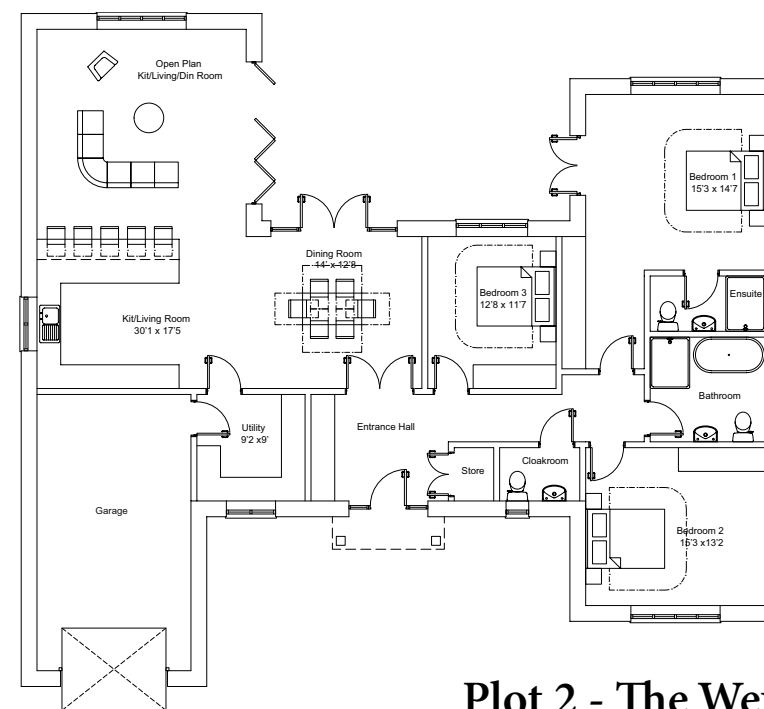 Open Plan
Kit/Living/Din Room
Bedroom 1
15'3 x 14'7
Dining Room
14' x 12'8
Bedroom 3
12'8 x 11'7
Ensuite
Kit/Living Room
30'1 x 17'5
Bathroom
Utility
9'2 x9'
Entrance Hall
Store
Cloakroom
Garage
Bedroom 2
15'3 x13'2
Plot 2 - The